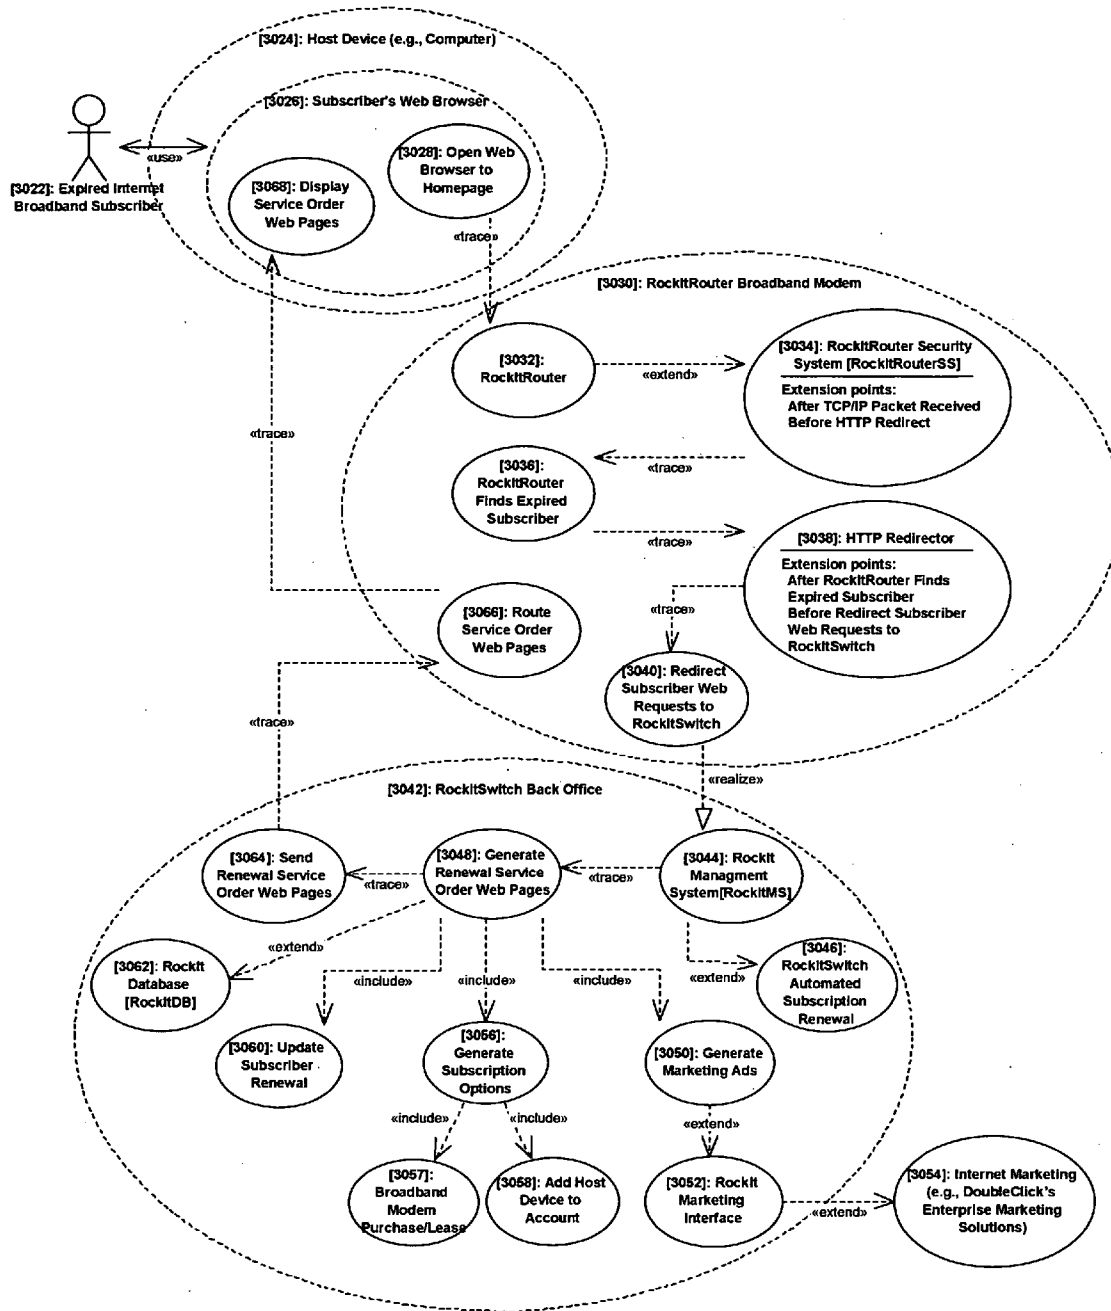 [3024]: Host Device (e.g., Computer)
[3026]: Subscriber's Web Browser
«use»
[3022]: Expired Internet
Broadband Subscriber
[3028]: Open Web
Browser to
Homepage
[3068]: Display
Service Order
Web Pages
«trace»
[3030]: RockItRouter Broadband Modem
[3032]:
RockItRouter
«extend»
[3034]: RockItRouter Security
System [RockItRouterSS]
Extension points:
After TCP/IP Packet Received
Before HTTP Redirect
«trace»
«trace»
[3036]:
RockItRouter
Finds Expired
Subscriber
«trace»
[3038]: HTTP Redirector
Extension points:
After RockItRouter Finds
Expired Subscriber
Before Redirect Subscriber
Web Requests to
RockItSwitch
«trace»
[3066]: Route
Service Order
Web Pages
[3040]: Redirect
Subscriber Web
Requests to
RockItSwitch
«trace»
«realize»
[3042]: RockItSwitch Back Office
[3064]: Send
Renewal Service
Order Web Pages
«trace»
[3048]: Generate
Renewal Service
Order Web Pages
«trace»
[3044]: RockIt
Managment
System[RockItMS]
«extend»
[3062]: RockIt
Database
[RockItDB]
«include»
«include»
«include»
«extend»
[3046]:
RockItSwitch
Automated
Subscription
Renewal
[3060]: Update
Subscriber
Renewal
[3056]:
Generate
Subscription
Options
[3050]: Generate
Marketing Ads
«include»
«include»
«extend»
[3057]:
Broadband
Modem
Purchase/Lease
[3058]: Add Host
Device to
Account
[3052]: RockIt
Marketing
Interface
«extend»
[3054]: Internet Marketing
(e.g., DoubleClick's
Enterprise Marketing
Solutions)